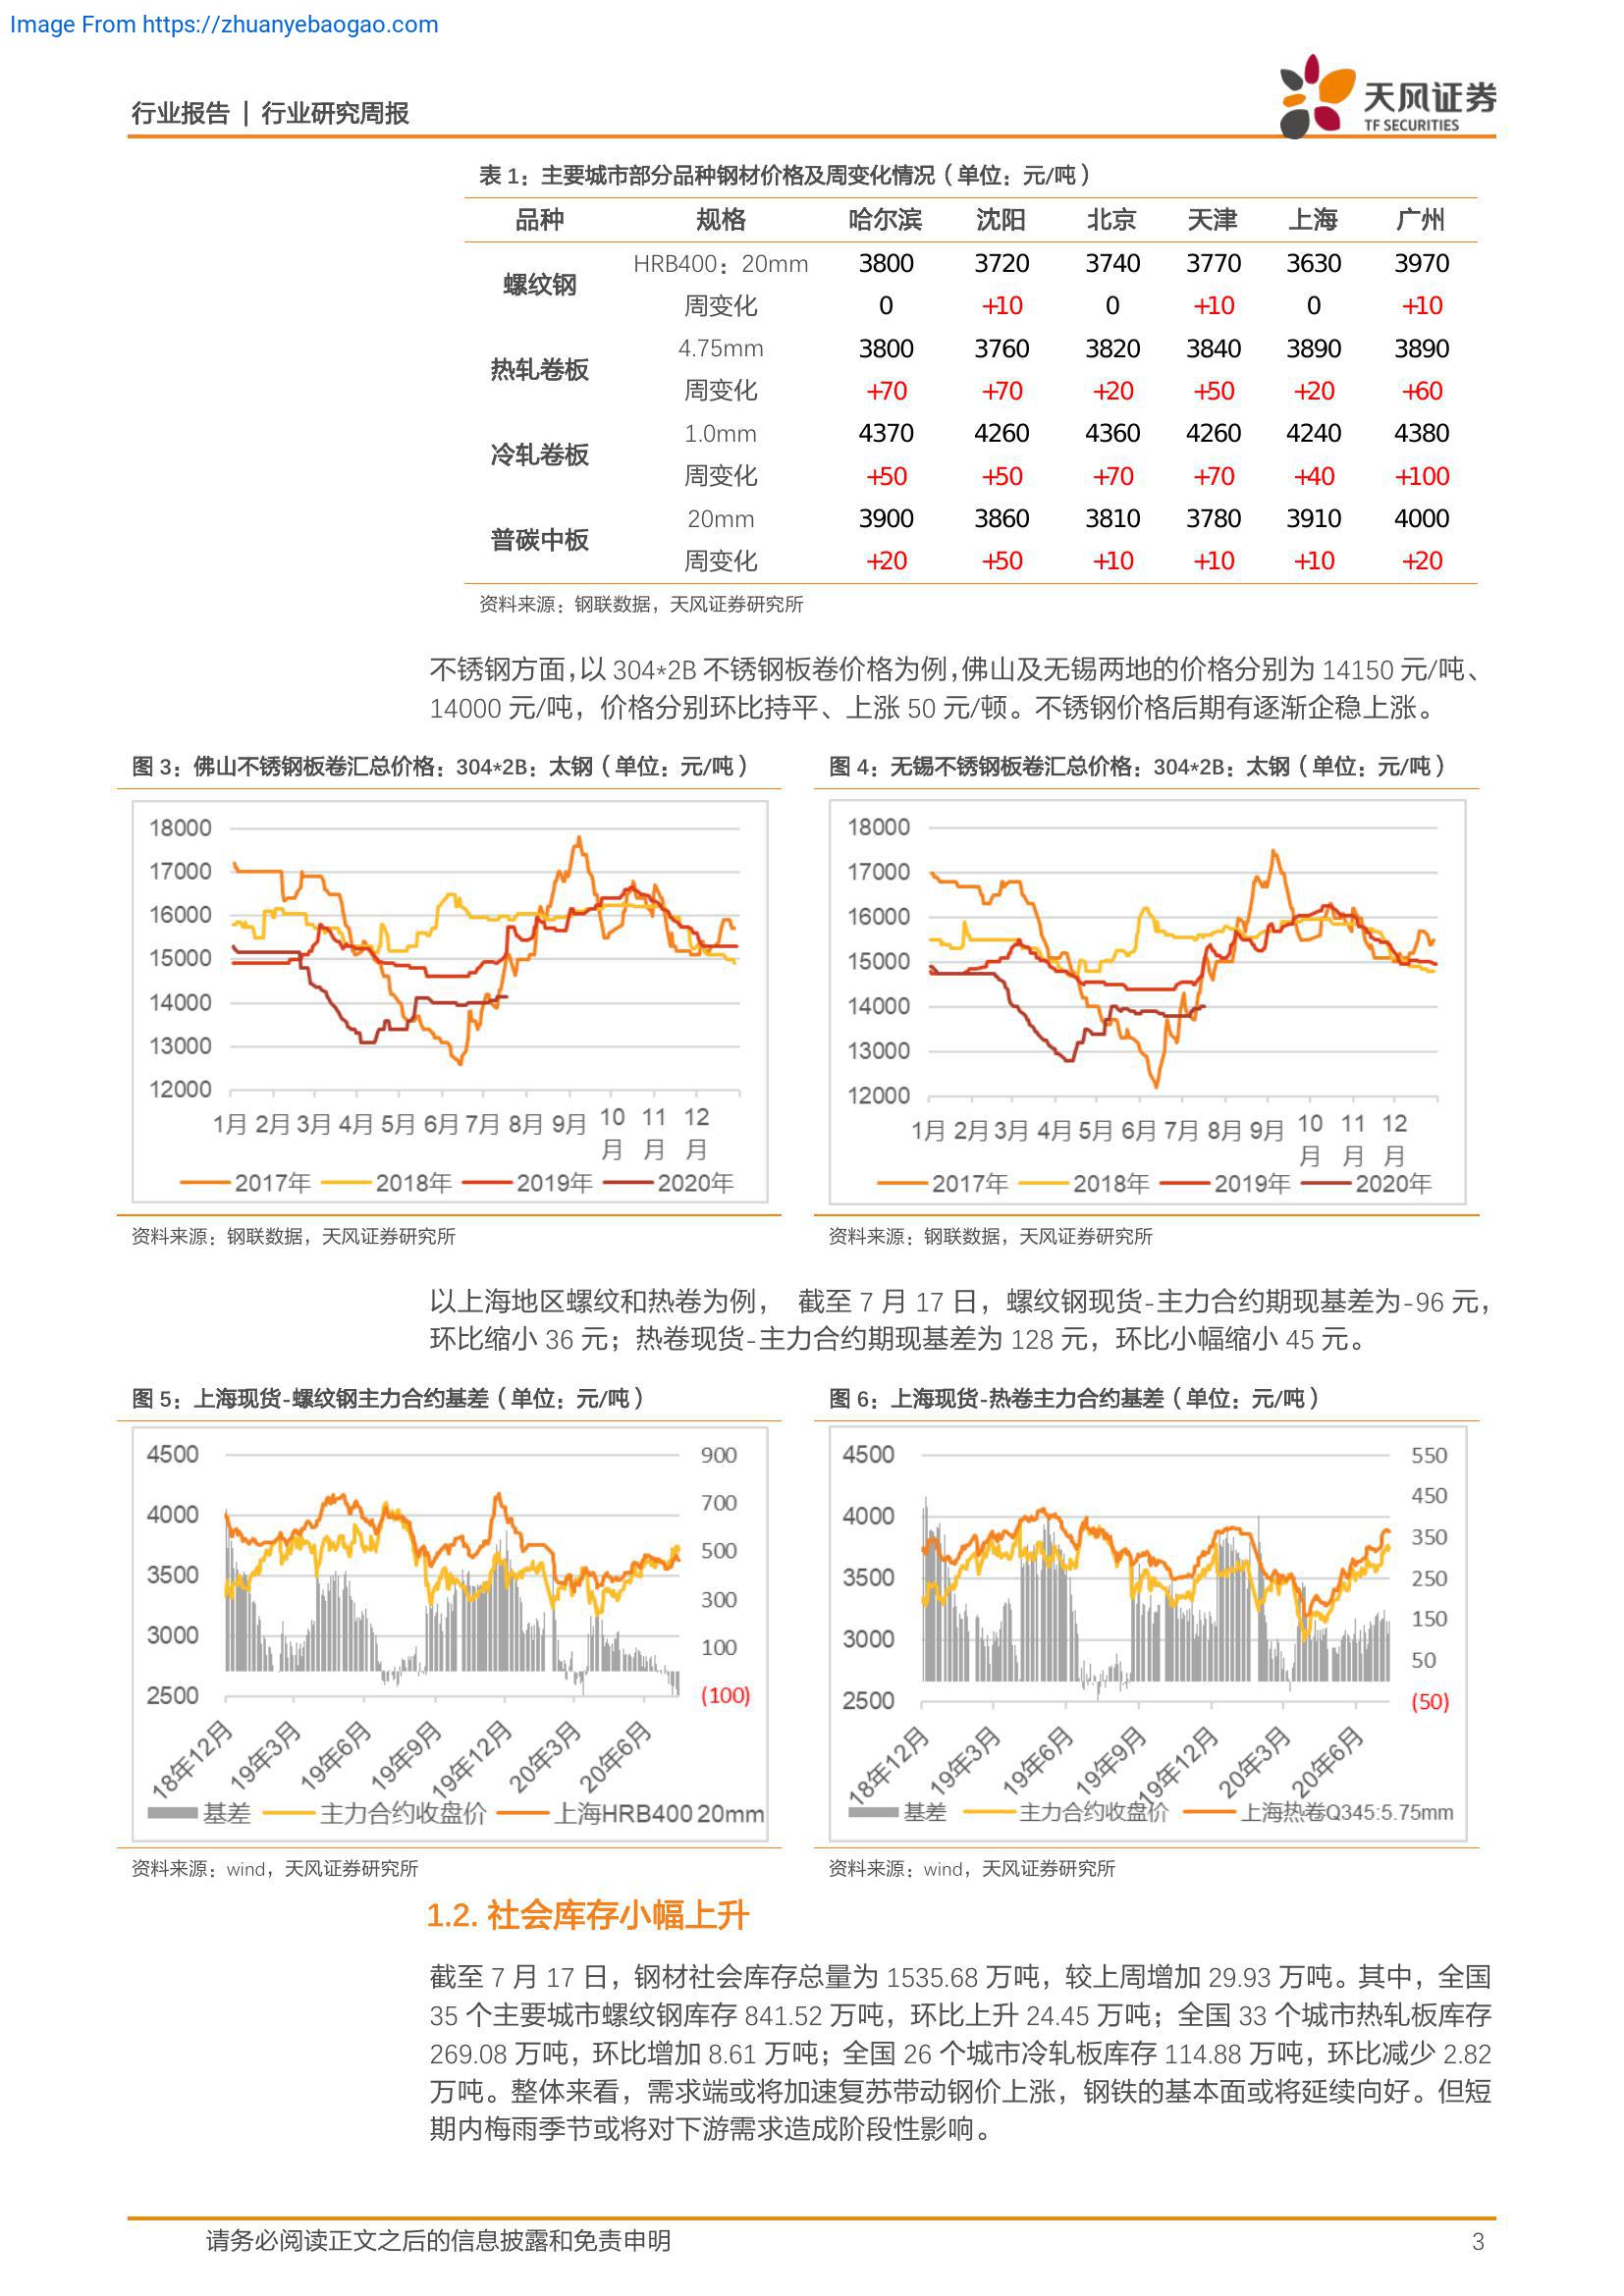 Image From https://zhuanyebaogao.com
行业报告 | 行业研究周报
天风证券
TF SECURITIES
表 1：主要城市部分品种钢材价格及周变化情况（单位：元/吨）
品种 规格 哈尔滨 沈阳 北京 天津 上海 广州
螺纹钢 HRB400：20mm 3800 3720 3740 3770 3630 3970
周变化 0 +10 0 +10 0 +10
热轧卷板 4.75mm 3800 3760 3820 3840 3890 3890
周变化 +70 +70 +20 +50 +20 +60
冷轧卷板 1.0mm 4370 4260 4360 4260 4240 4380
周变化 +50 +50 +70 +70 +40 +100
普碳中板 20mm 3900 3860 3810 3780 3910 4000
周变化 +20 +50 +10 +10 +10 +20
资料来源：钢联数据，天风证券研究所
不锈钢方面，以 304*2B 不锈钢板卷价格为例，佛山及无锡两地的价格分别为 14150 元/吨、
14000 元/吨，价格分别环比持平、上涨 50 元/顿。不锈钢价格后期有逐渐企稳上涨。
图 3：佛山不锈钢板卷汇总价格：304*2B：太钢（单位：元/吨）
18000
17000
16000
15000
14000
13000
12000
1月 2月 3月 4月 5月 6月 7月 8月 9月 10月 11月 12月
2017年 2018年 2019年 2020年
资料来源：钢联数据，天风证券研究所
图 4：无锡不锈钢板卷汇总价格：304*2B：太钢（单位：元/吨）
18000
17000
16000
15000
14000
13000
12000
1月 2月 3月 4月 5月 6月 7月 8月 9月 10月 11月 12月
2017年 2018年 2019年 2020年
资料来源：钢联数据，天风证券研究所
以上海地区螺纹和热卷为例， 截至 7 月 17 日，螺纹钢现货-主力合约期现基差为-96 元，
环比缩小 36 元；热卷现货-主力合约期现基差为 128 元，环比小幅缩小 45 元。
图 5：上海现货-螺纹钢主力合约基差（单位：元/吨）
4500 900
4000 700
3500 500
3000 300
2500 100
(100)
18年12月 19年3月 19年6月 19年9月 19年12月 20年3月 20年6月
基差 主力合约收盘价 上海HRB400 20mm
资料来源：wind，天风证券研究所
图 6：上海现货-热卷主力合约基差（单位：元/吨）
4500 550
4000 450
3500 350
3000 250
2500 150
50
(50)
18年12月 19年3月 19年6月 19年9月 19年12月 20年3月 20年6月
基差 主力合约收盘价 上海热卷Q345:5.75mm
资料来源：wind，天风证券研究所
1.2. 社会库存小幅上升
截至 7 月 17 日，钢材社会库存总量为 1535.68 万吨，较上周增加 29.93 万吨。其中，全国
35 个主要城市螺纹钢库存 841.52 万吨，环比上升 24.45 万吨；全国 33 个城市热轧板库存
269.08 万吨，环比增加 8.61 万吨；全国 26 个城市冷轧板库存 114.88 万吨，环比减少 2.82
万吨。整体来看，需求端或将加速复苏带动钢价上涨，钢铁的基本面或将延续向好。但短
期内梅雨季节或将对下游需求造成阶段性影响。
请务必阅读正文之后的信息披露和免责申明 3